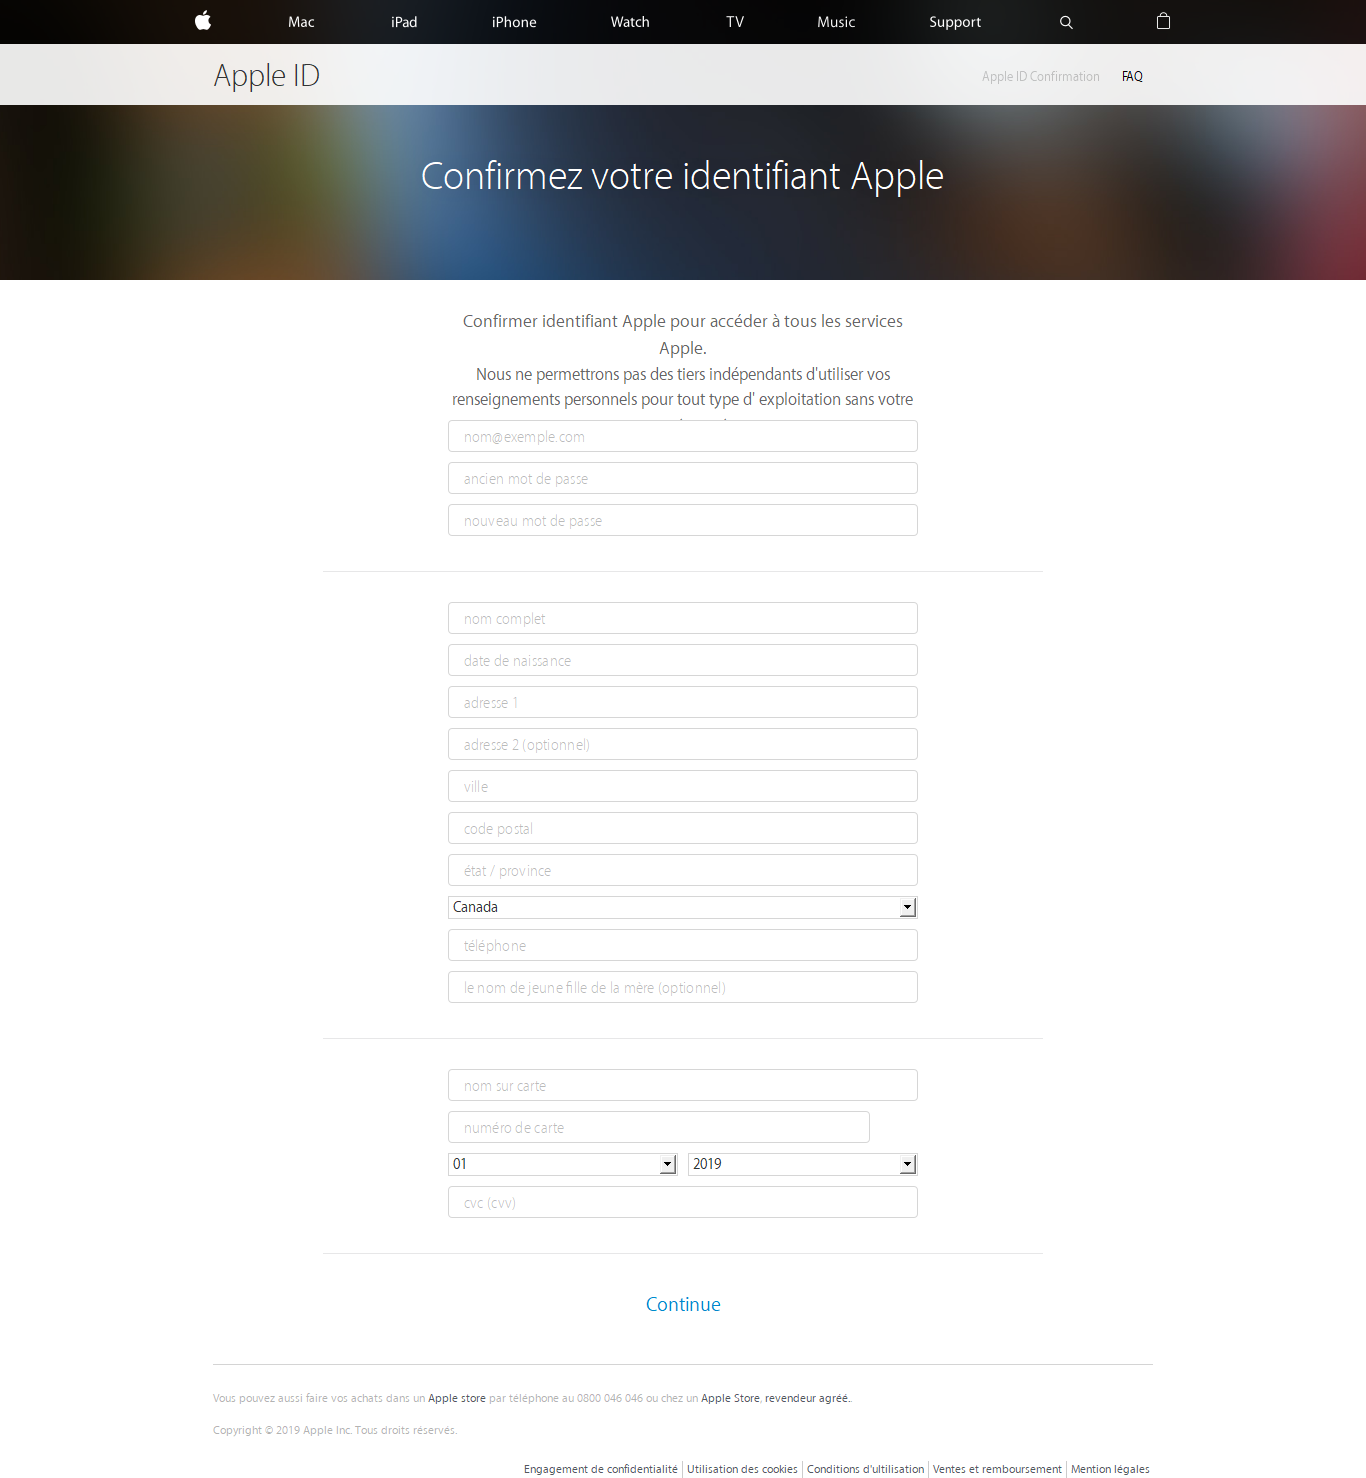 Mac iPad iPhone Watch TV Music Support
Apple ID
Apple ID Confirmation FAQ
Confirmez votre identifiant Apple
Confirmer identifiant Apple pour accéder à tous les services
Apple.
Nous ne permettrons pas des tiers indépendants d'utiliser vos
renseignements personnels pour tout type d' exploitation sans votre
nom@exemple.com
ancien mot de passe
nouveau mot de passe
nom complet
date de naissance
adresse 1
adresse 2 (optionnel)
ville
code postal
état / province
Canada
téléphone
le nom de jeune fille de la mère (optionnel)
nom sur carte
numéro de carte
01 2019
cvc (cvv)
Continue
Vous pouvez aussi faire vos achats dans un Apple store par téléphone au 0800 046 046 ou chez un Apple Store, revendeur agréé..
Copyright © 2019 Apple Inc. Tous droits réservés.
Engagement de confidentialité Utilisation des cookies Conditions d'ultilisation Ventes et remboursement Mention légales